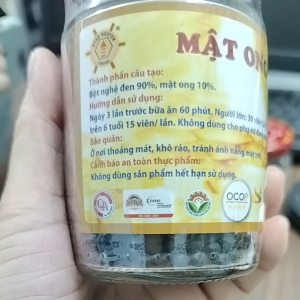 MẬT ONG
Thành phần cấu tạo:
Bột nghệ đen 90%, mật ong 10%.
Hướng dẫn sử dụng:
Ngày 3 lần trước bữa ăn 60 phút. Người lớn: 30 viên
trên 6 tuổi 15 viên/ lần. Không dùng cho phụ nữ
Bảo quản:
Ở nơi thoáng mát, khô ráo, tránh ánh nắng mặt trời.
Cảnh báo an toàn thực phẩm:
Không dùng sản phẩm hết hạn sử dụng.
OCOP